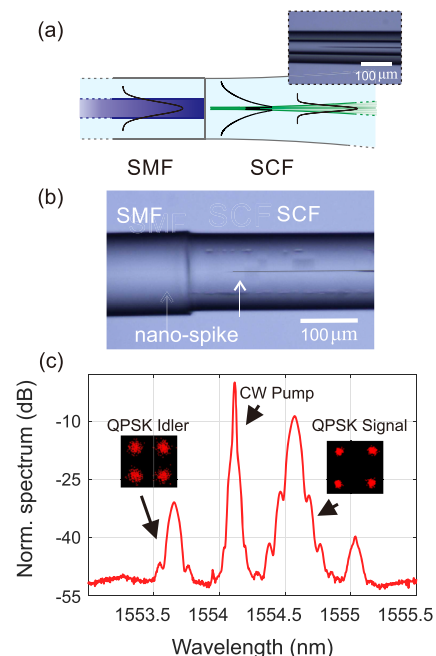 (a)
100 μm
SMF
SCF
(b)
SMF
SCF
SCF
nano-spike
100 μm
(c)
QPSK Idler
CW Pump
QPSK Signal
Norm. spectrum (dB)
-10
-25
-40
-55
1553.5
1554
1554.5
1555
1555.5
Wavelength (nm)